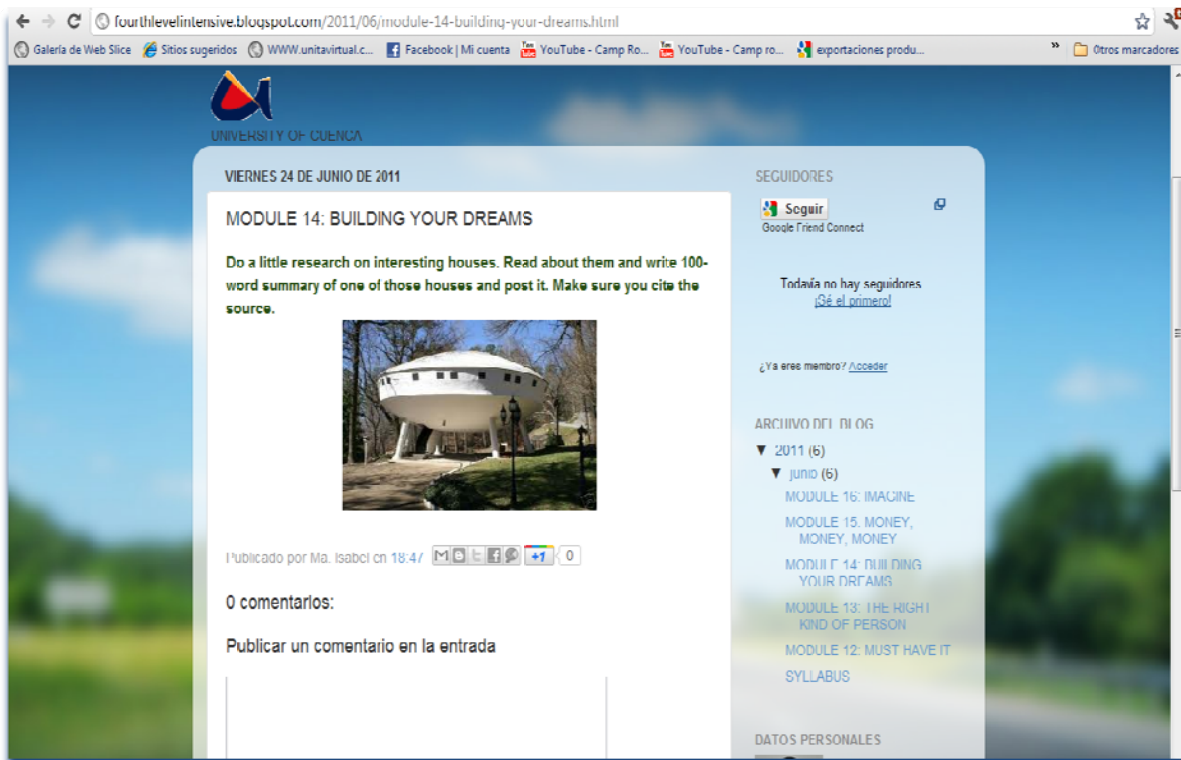 fourthlevelintensive.blogspot.com/2011/06/module-14-building-your-dreams.html
Galería de Web Slice Sitios sugeridos WWW.unitavirtual.c... Facebook | Mi cuenta YouTube - Camp Ro... YouTube - Camp ro... exportaciones produ... » Otros marcadores
UNIVERSITY OF CUENCA
VIERNES 24 DE JUNIO DE 2011
MODULE 14: BUILDING YOUR DREAMS
Do a little research on interesting houses. Read about them and write 100-
word summary of one of those houses and post it. Make sure you cite the
source.
Publicado por Ma. Isabel en 18:47 +1 0
0 comentarios:
Publicar un comentario en la entrada
SEGUIDORES
Seguir
Google Friend Connect
Todavía no hay seguidores
¡Sé el primero!
¿Ya eres miembro? Acceder
ARCHIVO DEL BLOG
▼ 2011 (6)
▼ junio (6)
MODULE 16: IMAGINE
MODULE 15. MONEY,
MONEY, MONEY
MODULE 14: BUILDING
YOUR DREAMS
MODULE 13: THE RIGHT
KIND OF PERSON
MODULE 12: MUST HAVE IT
SYLLABUS
DATOS PERSONALES